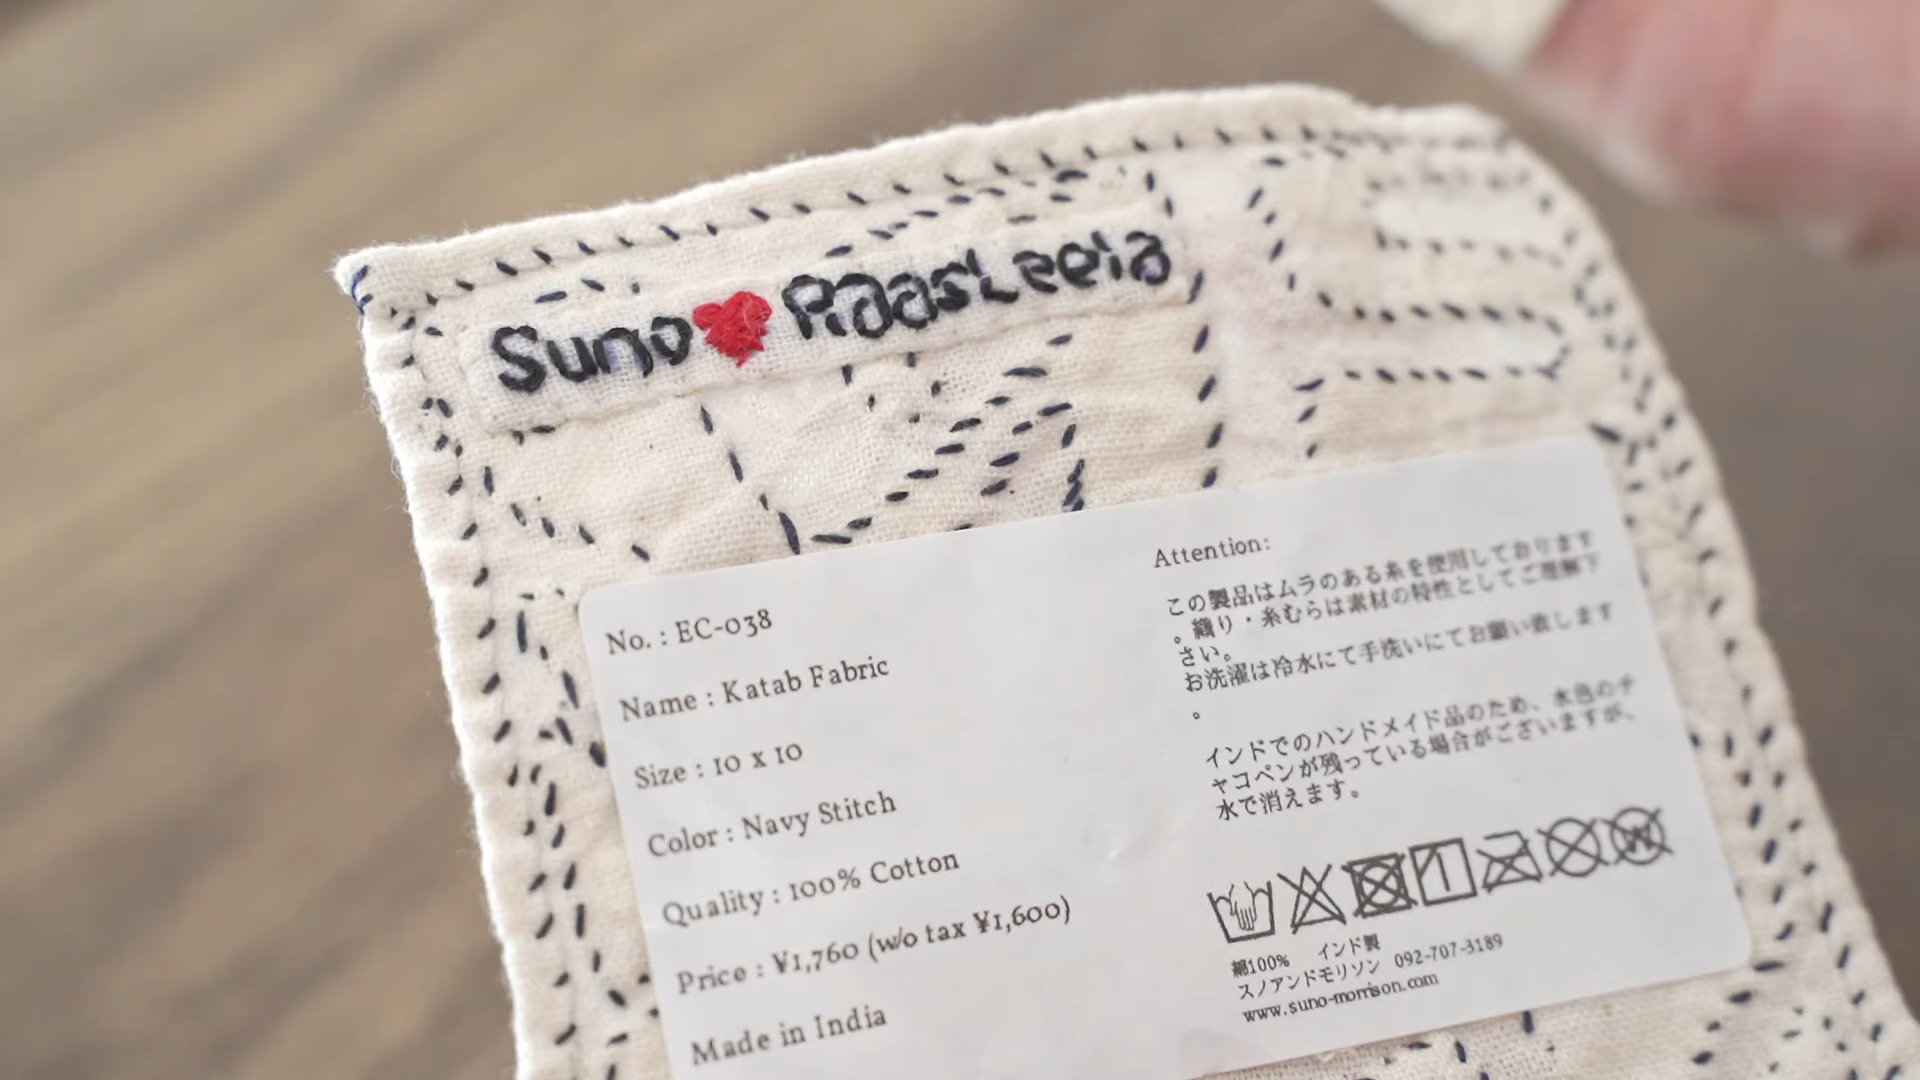 Suno RaasLeela
No. : EC-038
Name : Katab Fabric
Size : 10 x 10
Color : Navy Stitch
Quality : 100% Cotton
Price : ¥1,760 (w/o tax ¥1,600)
Made in India
Attention:
この製品はムラのある糸を使用しております
。織り・糸むらは素材の特性としてご理解下
さい。
お洗濯は冷水にて手洗いにてお願い致します
。
インドでのハンドメイド品のため、水色のチ
ャコペンが残っている場合がございますが、
水で消えます。
W
綿100% インド製
スノアンドモリソン 092-707-3189
www.suno-morrison.com